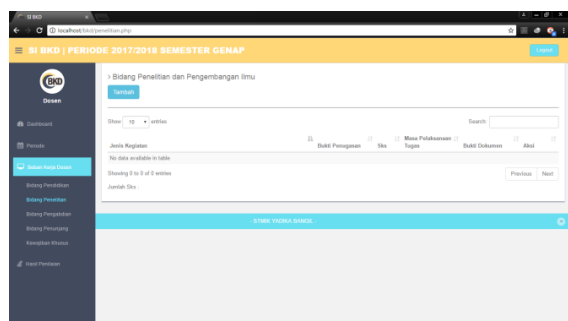 SI BKD
localhost/bkd/penelitian.php
SI BKD | PERIODE 2017/2018 SEMESTER GENAP
Logout
BKD
Dosen
Dashboard
Periode
Beban Kerja Dosen
Bidang Pendidikan
Bidang Penelitian
Bidang Pengabdian
Bidang Penunjang
Kewajiban Khusus
Hasil Penilaian
> Bidang Penelitian dan Pengembangan Ilmu
Tambah
Show 10 entries
Search:
Jenis Kegiatan Bukti Penugasan Sks Masa Pelaksanaan Tugas Bukti Dokumen Aksi
No data available in table
Showing 0 to 0 of 0 entries
Previous Next
Jumlah Sks :
- STMIK YADIKA BANGIL -